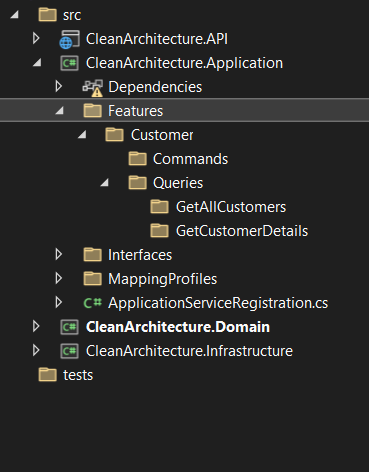 src
CleanArchitecture.API
C# CleanArchitecture.Application
Dependencies
Features
Customer
Commands
Queries
GetAllCustomers
GetCustomerDetails
Interfaces
MappingProfiles
C# ApplicationServiceRegistration.cs
C# CleanArchitecture.Domain
C# CleanArchitecture.Infrastructure
tests